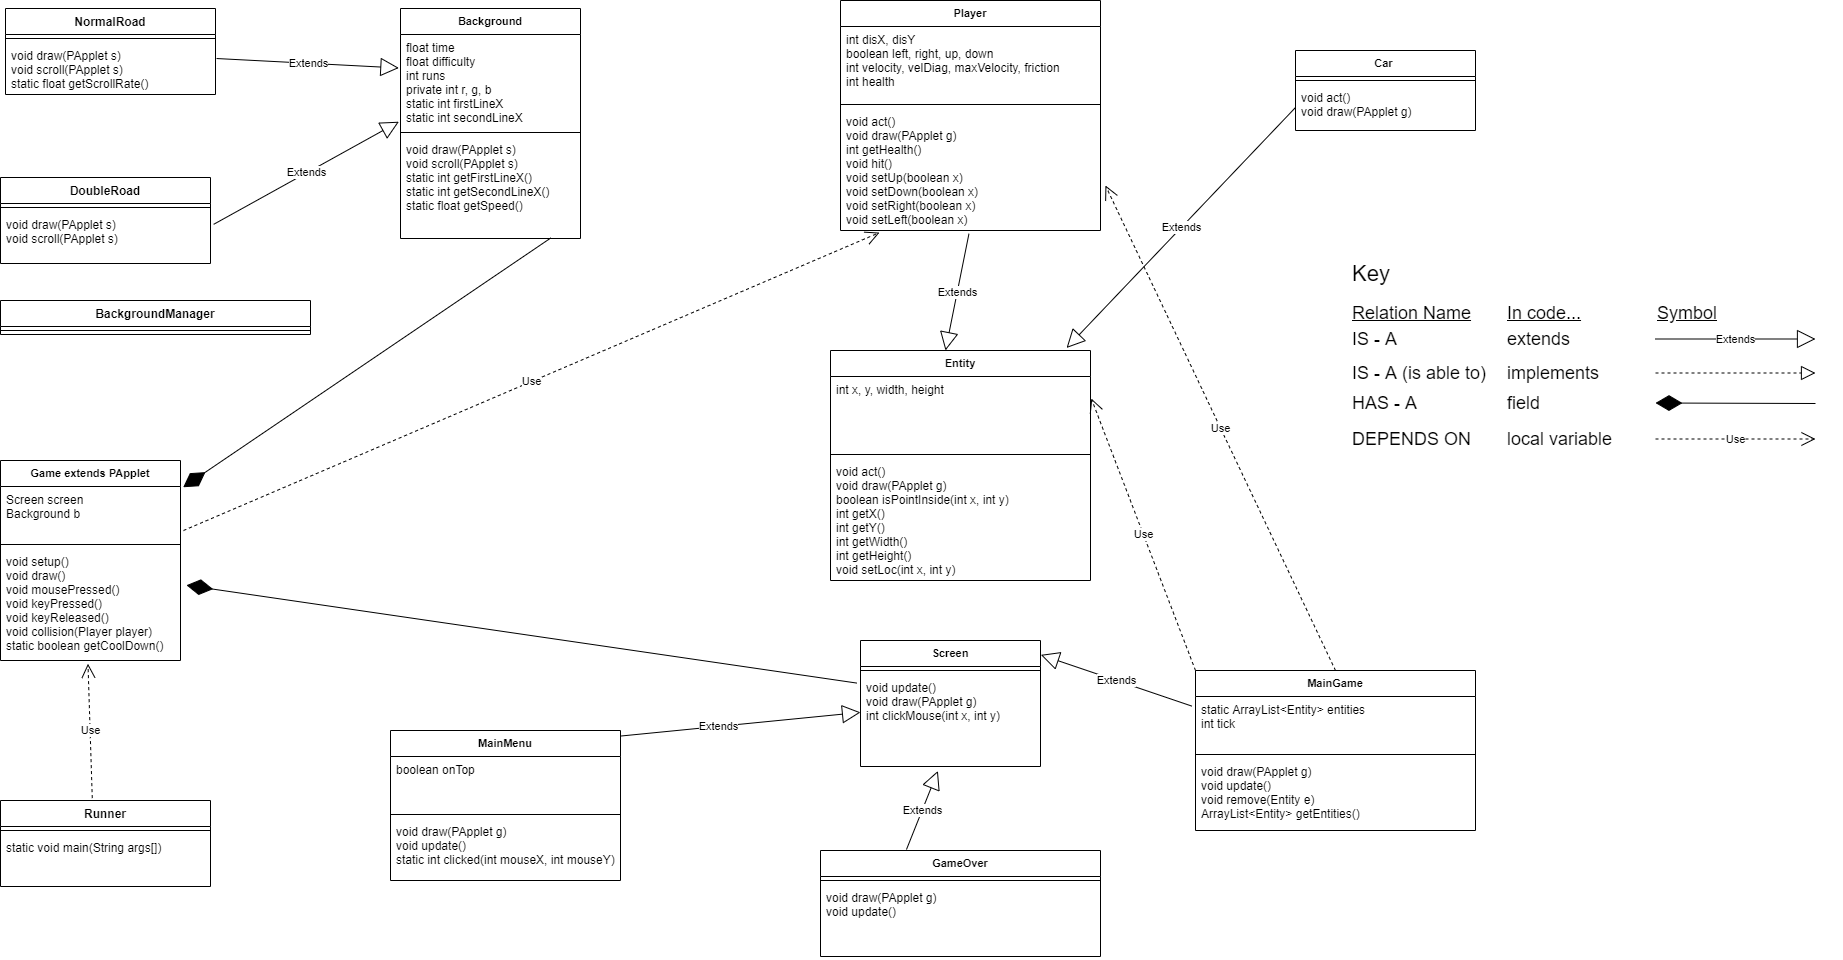 NormalRoad
void draw(PApplet s)
void scroll(PApplet s)
static float getScrollRate()
Extends
Background
float time
float difficulty
int runs
private int r, g, b
static int firstLineX
static int secondLineX
void draw(PApplet s)
void scroll(PApplet s)
static int getFirstLineX()
static int getSecondLineX()
static float getSpeed()
Extends
DoubleRoad
void draw(PApplet s)
void scroll(PApplet s)
BackgroundManager
Player
int disX, disY
boolean left, right, up, down
int velocity, velDiag, maxVelocity, friction
int health
void act()
void draw(PApplet g)
int getHealth()
void hit()
void setUp(boolean x)
void setDown(boolean x)
void setRight(boolean x)
void setLeft(boolean x)
Car
void act()
void draw(PApplet g)
Extends
Extends
Key
Relation Name In code... Symbol
IS - A extends Extends
IS - A (is able to) implements
HAS - A field
DEPENDS ON local variable Use
Use
Entity
int x, y, width, height
void act()
void draw(PApplet g)
boolean isPointInside(int x, int y)
int getX()
int getY()
int getWidth()
int getHeight()
void setLoc(int x, int y)
Use
Use
Game extends PApplet
Screen screen
Background b
void setup()
void draw()
void mousePressed()
void keyPressed()
void keyReleased()
void collision(Player player)
static boolean getCoolDown()
Use
Runner
static void main(String args[])
Screen
void update()
void draw(PApplet g)
int clickMouse(int x, int y)
Extends
Extends
MainMenu
boolean onTop
void draw(PApplet g)
void update()
static int clicked(int mouseX, int mouseY)
Extends
GameOver
void draw(PApplet g)
void update()
MainGame
static ArrayList<Entity> entities
int tick
void draw(PApplet g)
void update()
void remove(Entity e)
ArrayList<Entity> getEntities()